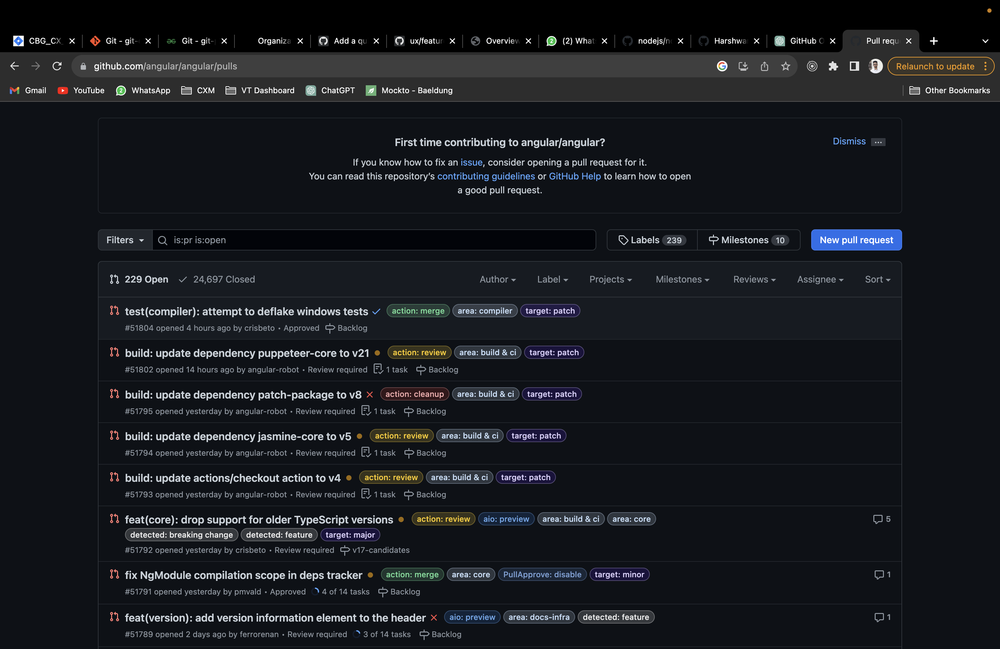 CBG_CX_ Git - git- Git - git- Organiza Add a qu ux/featur Overview (2) What nodejs/n Harshwa GitHub C Pull requ
github.com/angular/angular/pulls Relaunch to update
Gmail YouTube 2 WhatsApp CXM VT Dashboard ChatGPT Mockto - Baeldung Other Bookmarks
First time contributing to angular/angular? Dismiss ...
If you know how to fix an issue, consider opening a pull request for it.
You can read this repository’s contributing guidelines or GitHub Help to learn how to open
a good pull request.
Filters is:pr is:open Labels 239 Milestones 10 New pull request
229 Open 24,697 Closed Author Label Projects Milestones Reviews Assignee Sort
test(compiler): attempt to deflake windows tests action: merge area: compiler target: patch
#51804 opened 4 hours ago by crisbeto • Approved Backlog
build: update dependency puppeteer-core to v21 action: review area: build & ci target: patch
#51802 opened 14 hours ago by angular-robot • Review required 1 task Backlog
build: update dependency patch-package to v8 action: cleanup area: build & ci target: patch
#51795 opened yesterday by angular-robot • Review required 1 task Backlog
build: update dependency jasmine-core to v5 action: review area: build & ci target: patch
#51794 opened yesterday by angular-robot • Review required 1 task Backlog
build: update actions/checkout action to v4 action: review area: build & ci target: patch
#51793 opened yesterday by angular-robot • Review required 1 task Backlog
feat(core): drop support for older TypeScript versions action: review aio: preview area: build & ci area: core 5
detected: breaking change detected: feature target: major
#51792 opened yesterday by crisbeto • Review required v17-candidates
fix NgModule compilation scope in deps tracker action: merge area: core PullApprove: disable target: minor 1
#51791 opened yesterday by pmvald • Approved 4 of 14 tasks Backlog
feat(version): add version information element to the header aio: preview area: docs-infra detected: feature 1
#51789 opened 2 days ago by ferrorenan • Review required 3 of 14 tasks Backlog